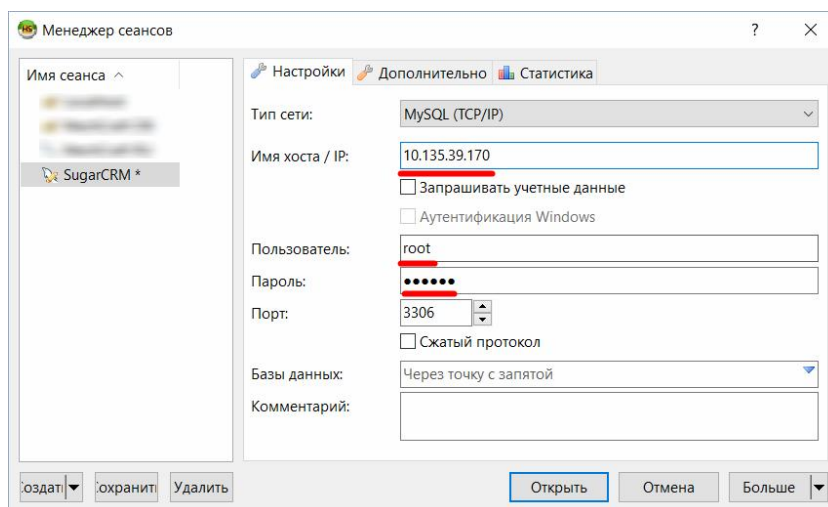 Менеджер сеансов
?
Имя сеанса
SugarCRM *
Настройки Дополнительно Статистика
Тип сети: MySQL (TCP/IP)
Имя хоста / IP: 10.135.39.170
Запрашивать учетные данные
Аутентификация Windows
Пользователь: root
Пароль: ●●●●●●
Порт: 3306
Сжатый протокол
Базы данных: Через точку с запятой
Комментарий:
Удалить Открыть Отмена Больше